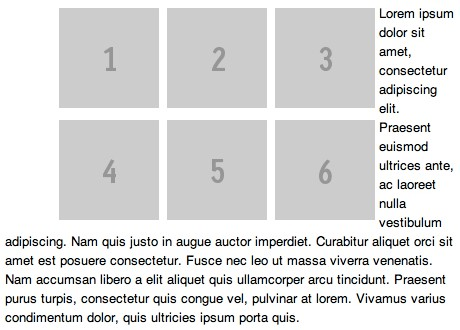 1 2 3
4 5 6
Lorem ipsum
dolor sit
amet,
consectetur
adipiscing
elit.
Praesent
euismod
ultrices ante,
ac laoreet
nulla
vestibulum
adipiscing. Nam quis justo in augue auctor imperdiet. Curabitur aliquet orci sit
amet est posuere consectetur. Fusce nec leo ut massa viverra venenatis.
Nam accumsan libero a elit aliquet quis ullamcorper arcu tincidunt. Praesent
purus turpis, consectetur quis congue vel, pulvinar at lorem. Vivamus varius
condimentum dolor, quis ultricies ipsum porta quis.